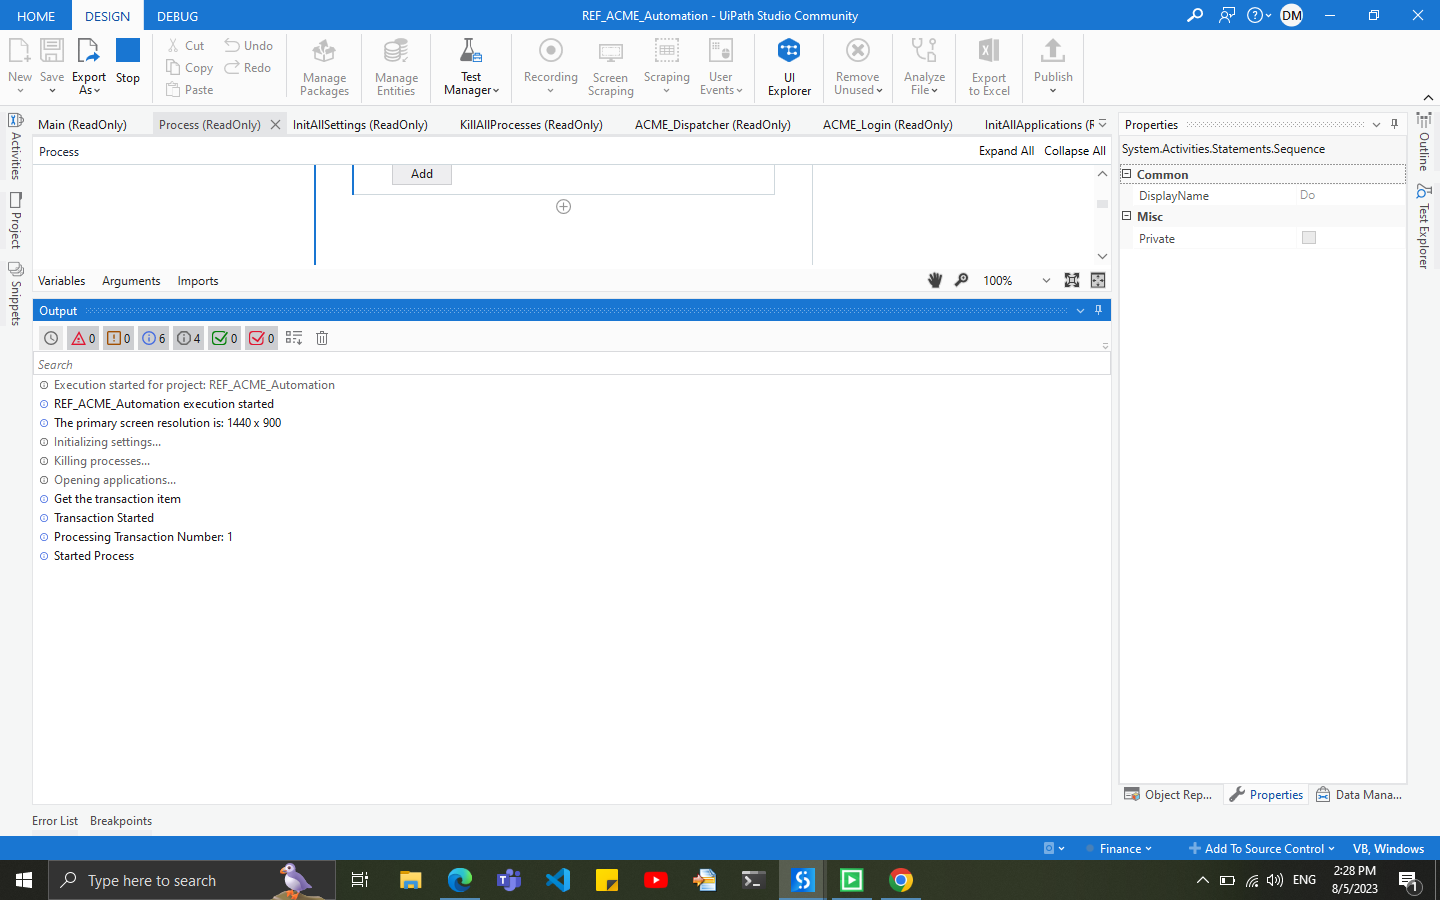 HOME DESIGN DEBUG REF_ACME_Automation - UiPath Studio Community DM
New Save Export As Stop
Cut Undo
Copy Redo
Paste
Manage Packages
Manage Entities
Test Manager
Recording
Screen Scraping
Scraping
User Events
UI Explorer
Remove Unused
Analyze File
Export to Excel
Publish
Main (ReadOnly) Process (ReadOnly) InitAllSettings (ReadOnly) KillAllProcesses (ReadOnly) ACME_Dispatcher (ReadOnly) ACME_Login (ReadOnly) InitAllApplications (R
Activities
Project
Snippets
Process Expand All Collapse All
Add
Variables Arguments Imports 100%
Output
0 0 6 4 0 0
Search
Execution started for project: REF_ACME_Automation
REF_ACME_Automation execution started
The primary screen resolution is: 1440 x 900
Initializing settings...
Killing processes...
Opening applications...
Get the transaction item
Transaction Started
Processing Transaction Number: 1
Started Process
Error List Breakpoints
Properties
System.Activities.Statements.Sequence
Common
DisplayName Do
Misc
Private
Outline
Test Explorer
Object Rep... Properties Data Mana...
Finance Add To Source Control VB, Windows
Type here to search
ENG
2:28 PM
8/5/2023
1